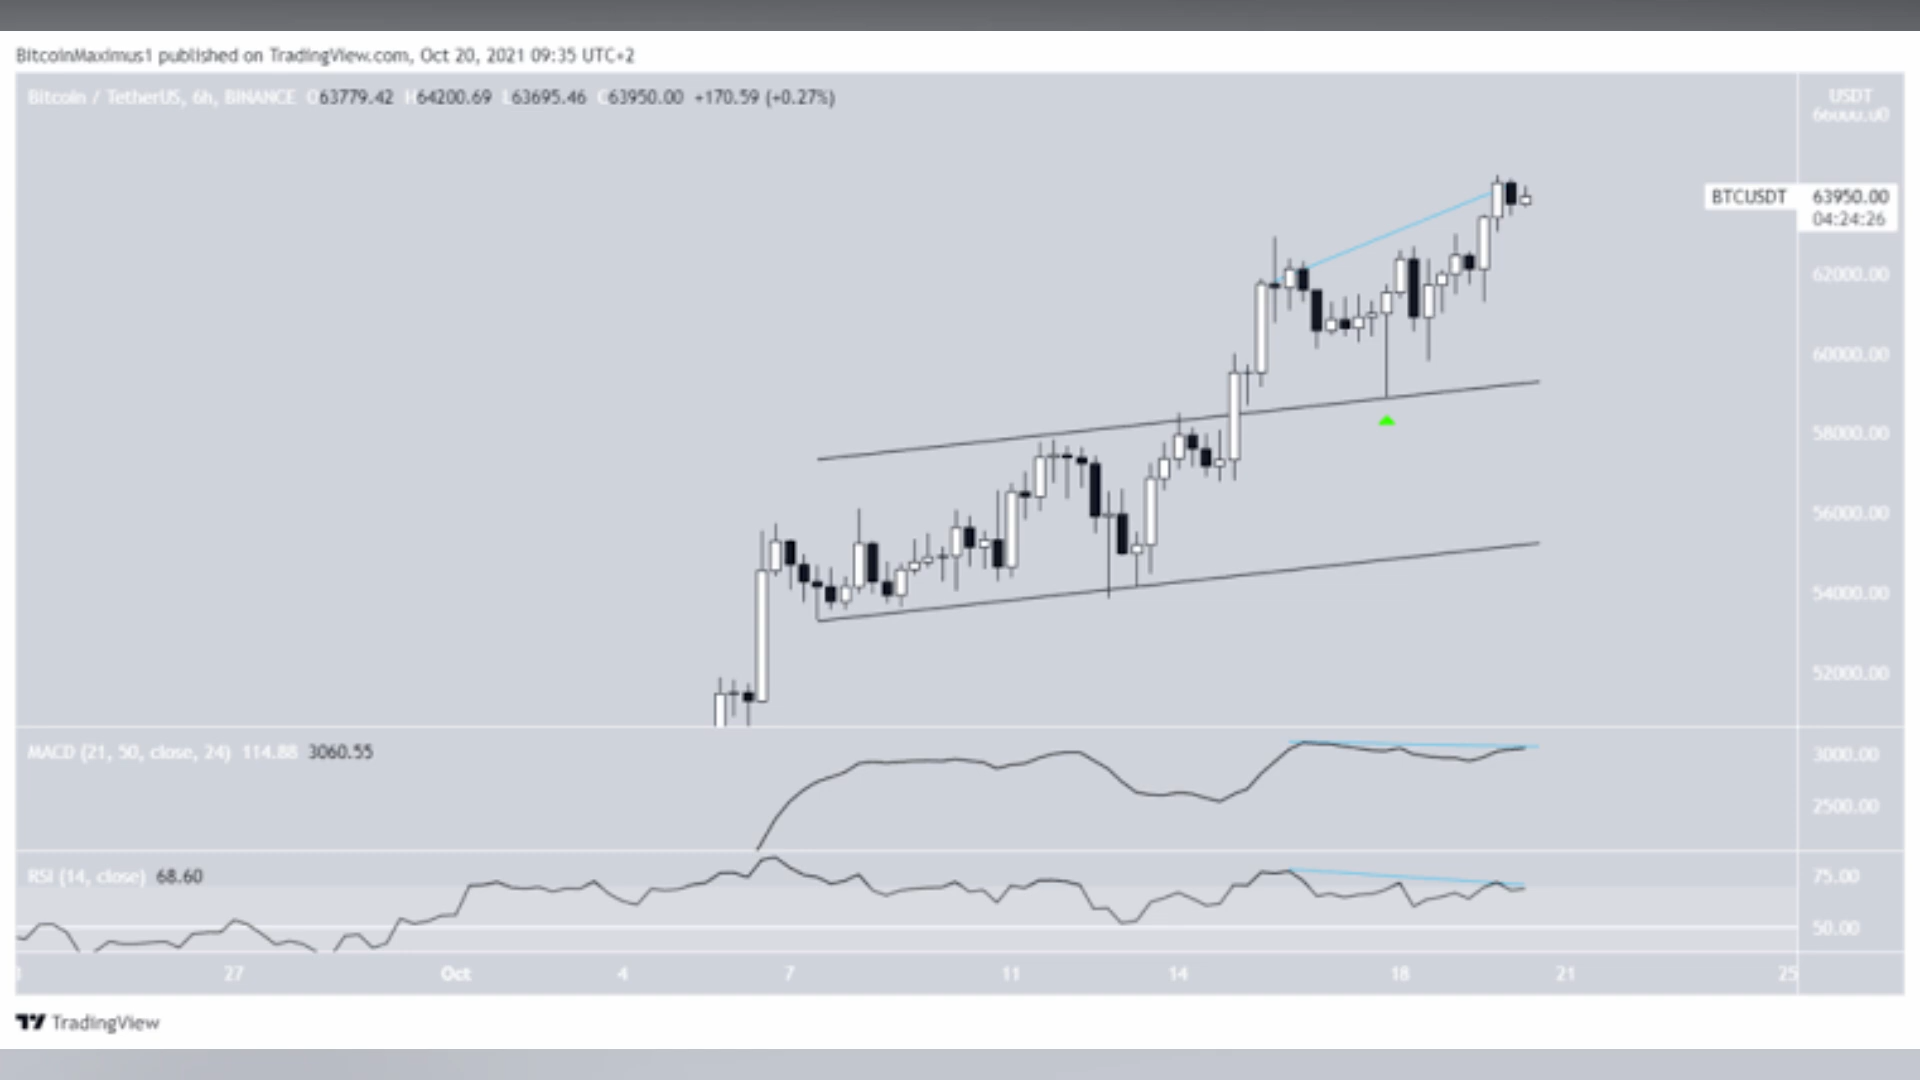 BitcoinMaximus1 published on TradingView.com, Oct 20, 2021 09:35 UTC+2
Bitcoin / TetherUS, 6h, BINANCE O63779.42 H64200.69 L63695.46 C63950.00 +170.59 (+0.27%)
USDT
66000.00
BTCUSDT 63950.00
04:24:26
62000.00
60000.00
58000.00
56000.00
54000.00
52000.00
MACD (21, 50, close, 24) 114.88 3060.55
3000.00
2500.00
RSI (14, close) 68.60
75.00
50.00
27 Oct 4 7 11 14 18 21 25
TradingView